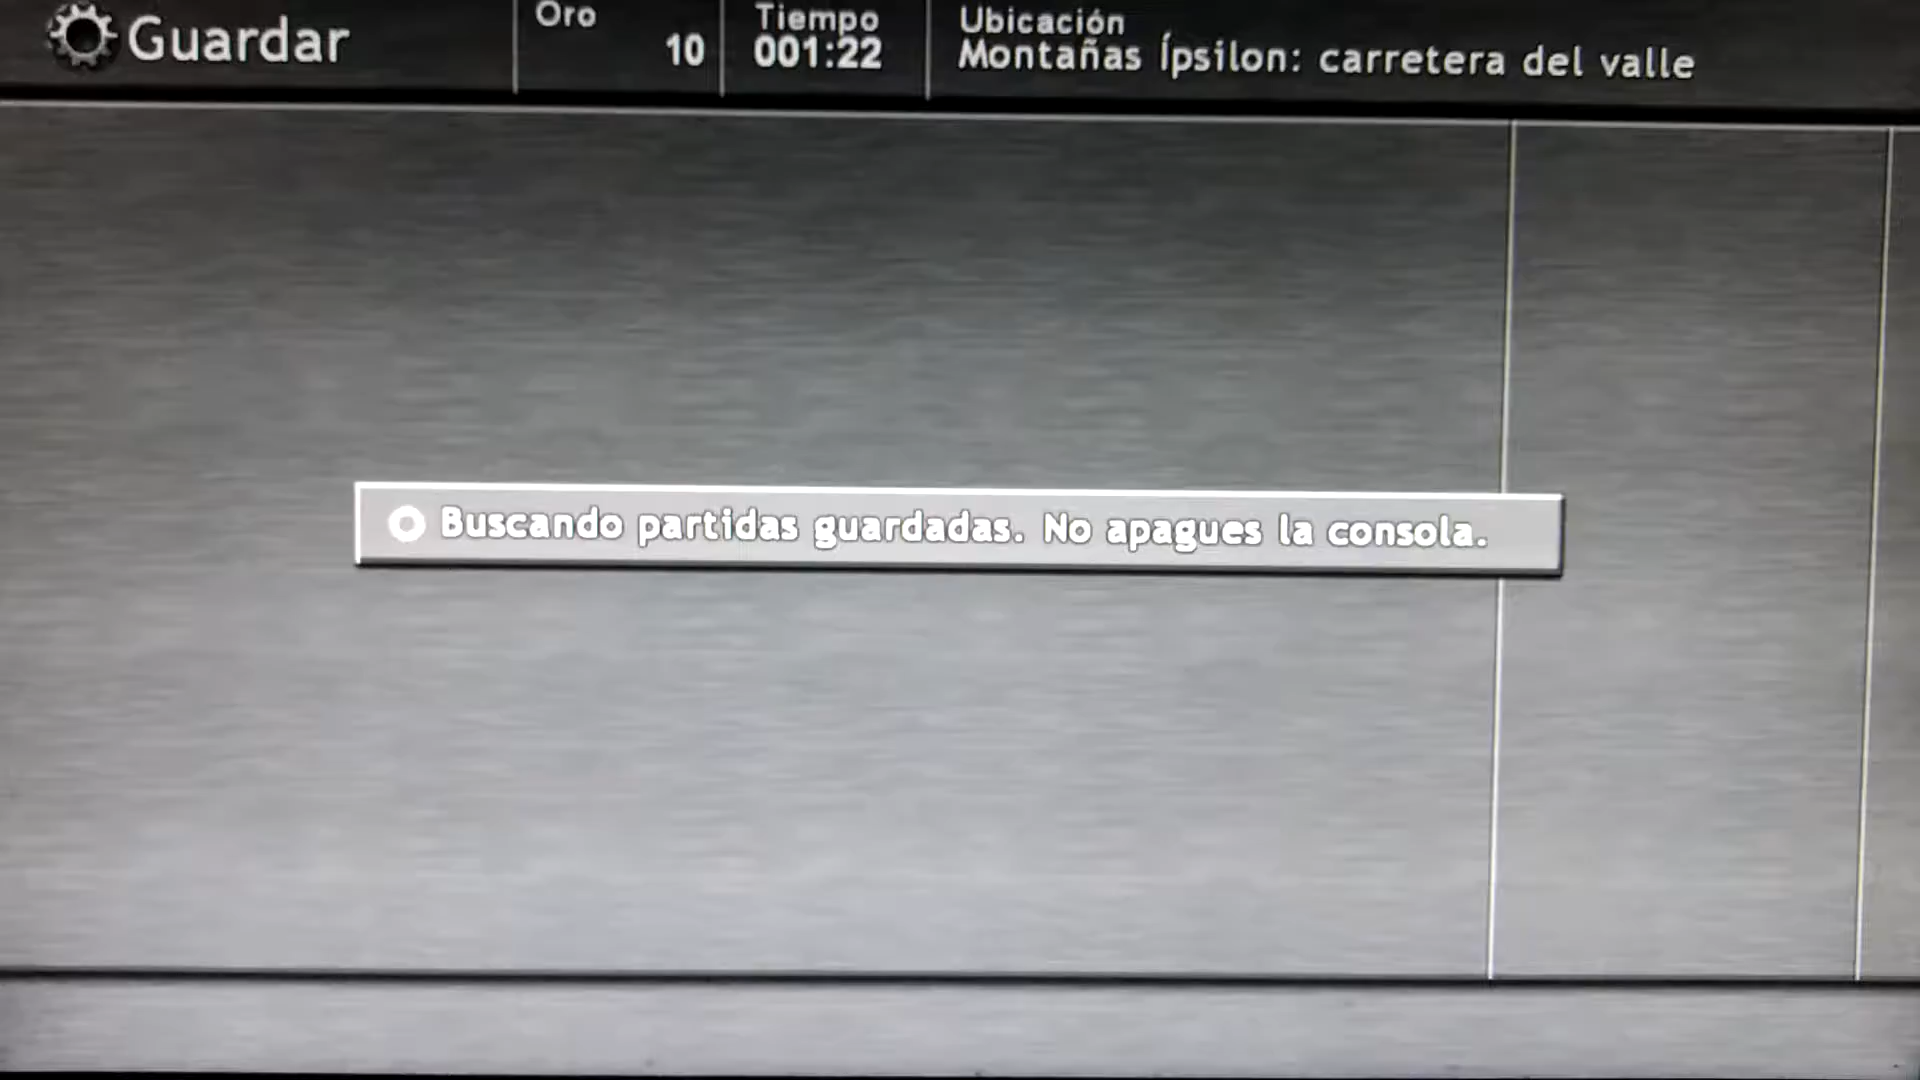 Guardar
Oro
10
Tiempo
001:22
Ubicación
Montañas Ípsilon: carretera del valle
Buscando partidas guardadas. No apagues la consola.